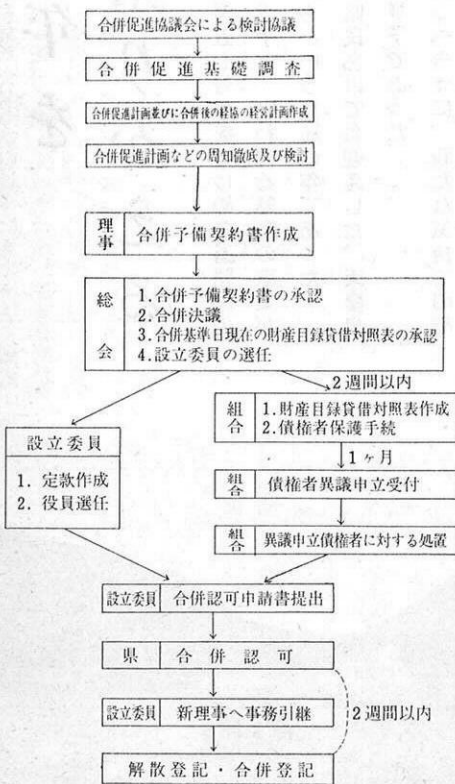 合併促進協議会による検討協議
合併促進基礎調査
合併促進計画並びに合併後の経協の経営計画作成
合併促進計画などの周知徹底及び検討
理事 合併予備契約書作成
総会
1.合併予備契約書の承認
2.合併決議
3.合併基準日現在の財産目録貸借対照表の承認
4.設立委員の選任
2週間以内
組合
1.財産目録貸借対照表作成
2.債権者保護手続
1ヶ月
設立委員
1. 定款作成
2. 役員選任
組合 債権者異議申立受付
組合 異議申立債権者に対する処置
設立委員 合併認可申請書提出
県 合併認可
設立委員 新理事へ事務引継
2週間以内
解散登記・合併登記